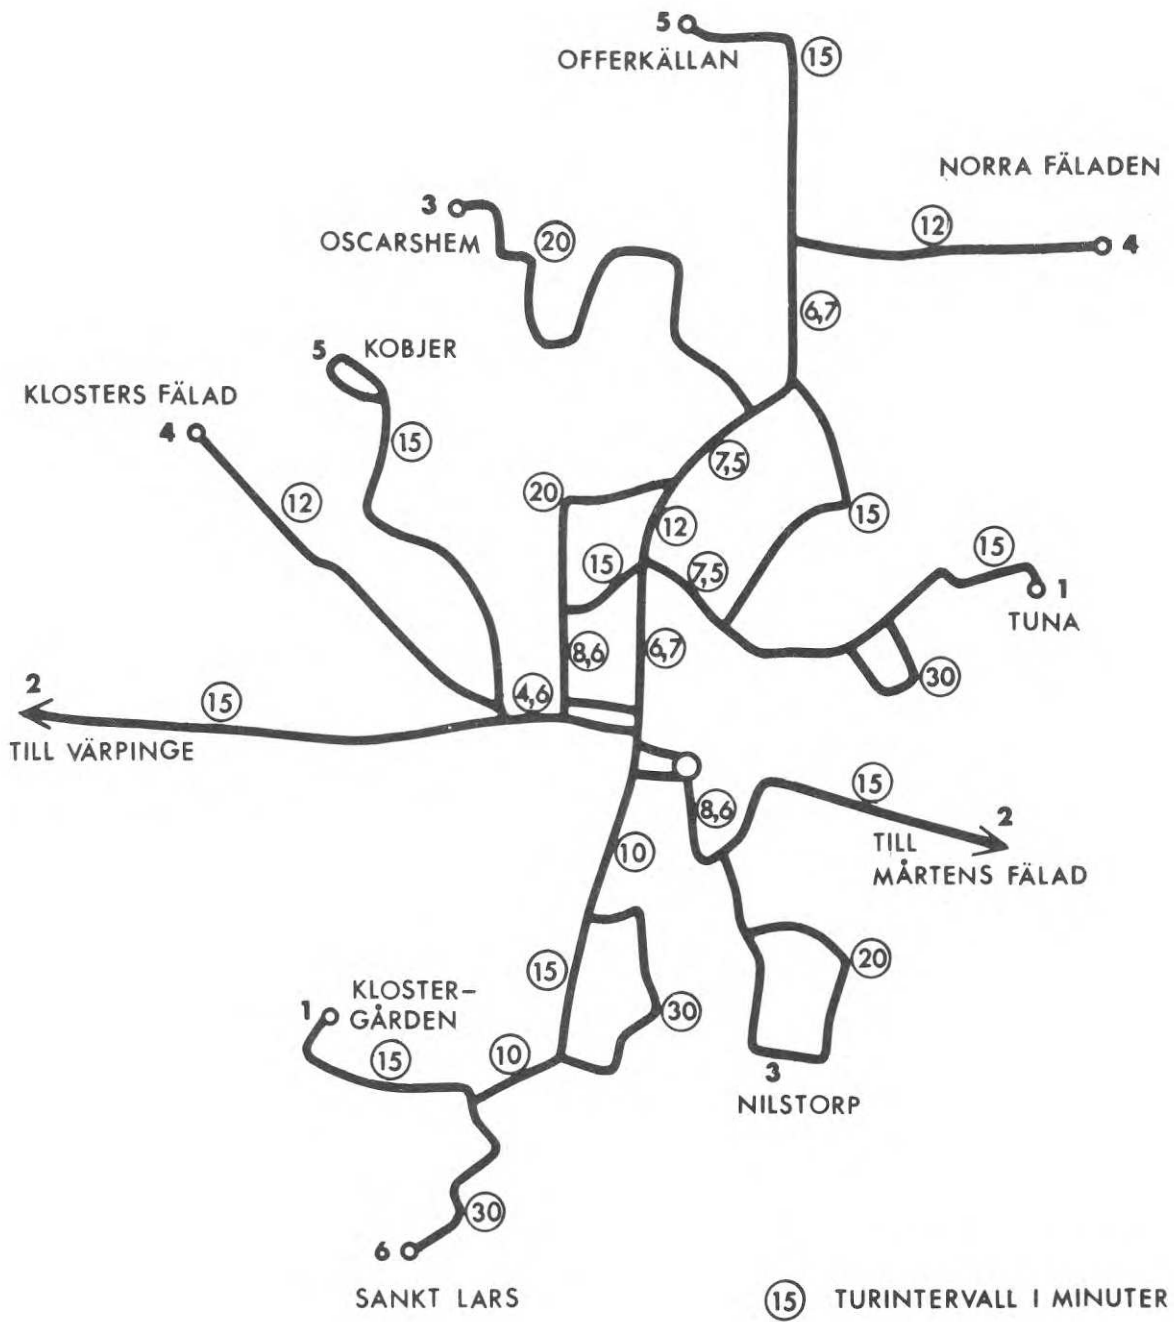 5
OFFERKÄLLAN
15
NORRA FÄLADEN
3
OSCARSHEM
20
12
4
6,7
5 KOBJER
KLOSTERS FÄLAD
4
15
7,5
20
12
12
15
15
7,5
15
1
TUNA
8,6
6,7
30
2
15
4,6
TILL VÄRPINGE
15
8,6
2
TILL
MÅRTENS FÄLAD
10
15
20
KLOSTER-
GÅRDEN
1
30
15
10
3
NILSTORP
30
6
SANKT LARS
15 TURINTERVALL I MINUTER